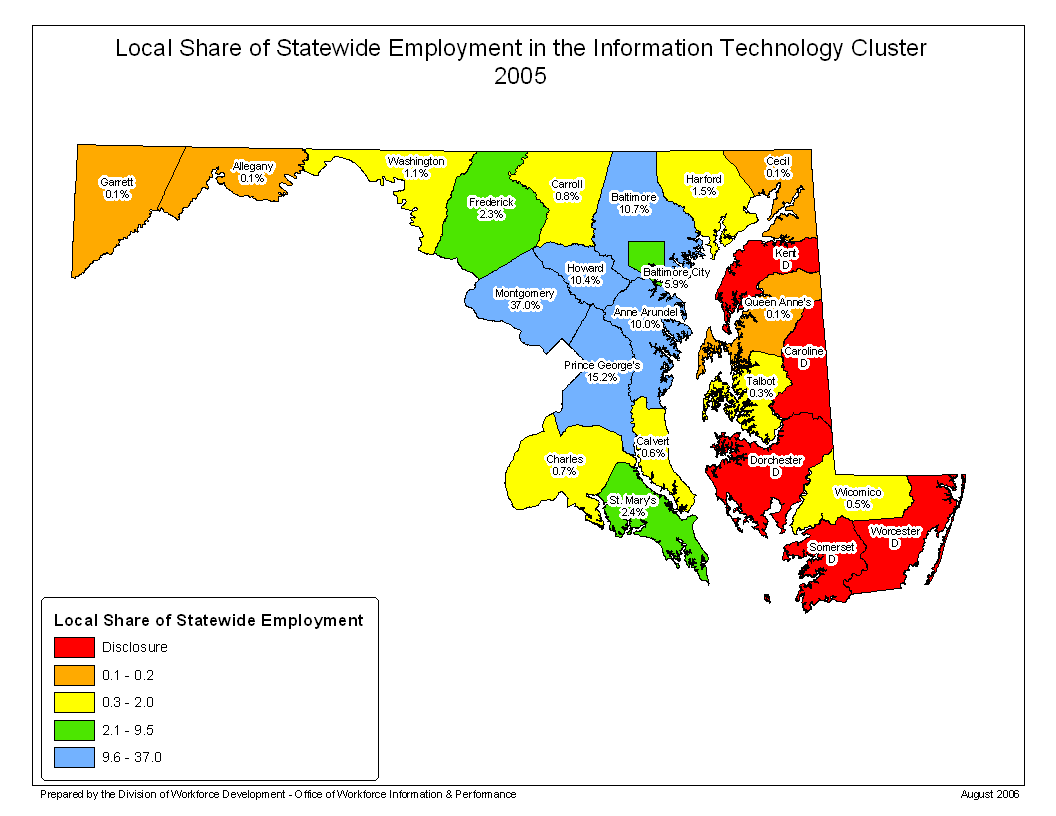 Local Share of Statewide Employment in the Information Technology Cluster
2005
Garrett
0.1%
Allegany
0.1%
Washington
1.1%
Frederick
2.3%
Carroll
0.8%
Baltimore
10.7%
Harford
1.5%
Cecil
0.1%
Kent
D
Howard
10.4%
Baltimore City
5.9%
Montgomery
37.0%
Queen Anne's
0.1%
Anne Arundel
10.0%
Caroline
D
Prince George's
15.2%
Talbot
0.3%
Calvert
0.6%
Charles
0.7%
Dorchester
D
St. Mary's
2.4%
Wicomico
0.5%
Worcester
D
Somerset
D
Local Share of Statewide Employment
Disclosure
0.1 - 0.2
0.3 - 2.0
2.1 - 9.5
9.6 - 37.0
Prepared by the Division of Workforce Development - Office of Workforce Information & Performance
August 2006